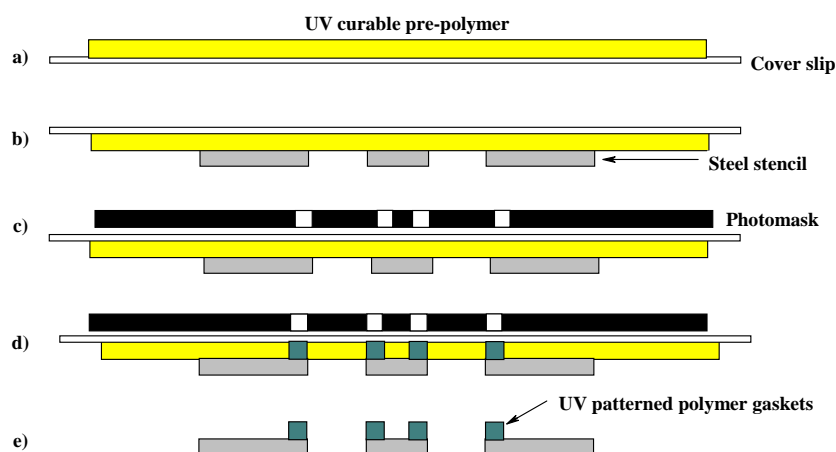 UV curable pre-polymer
a)
Cover slip
b)
Steel stencil
c)
Photomask
d)
UV patterned polymer gaskets
e)